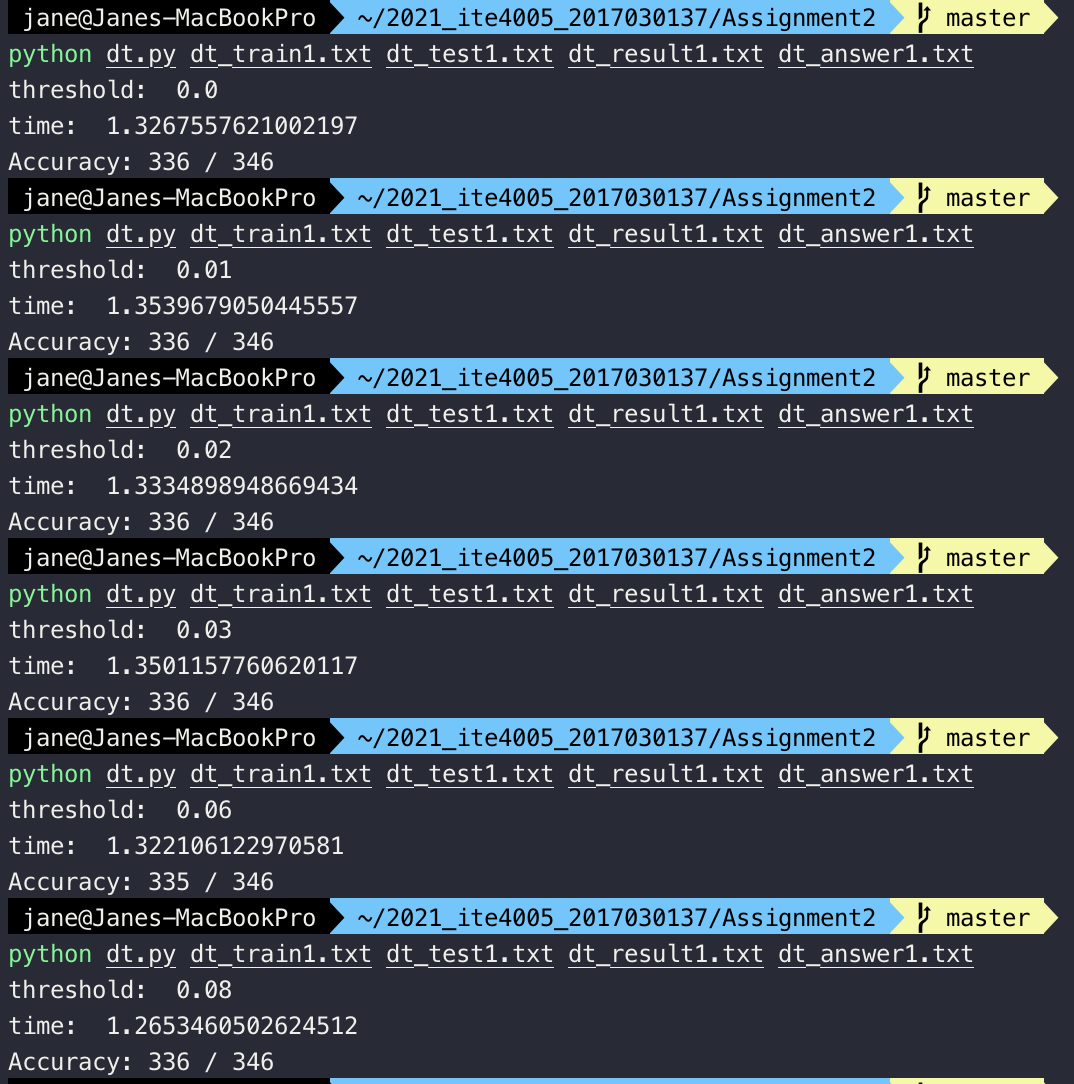 jane@Janes-MacBookPro ~/2021_ite4005_2017030137/Assignment2 master
python dt.py dt_train1.txt dt_test1.txt dt_result1.txt dt_answer1.txt
threshold:  0.0
time:  1.3267557621002197
Accuracy: 336 / 346
jane@Janes-MacBookPro ~/2021_ite4005_2017030137/Assignment2 master
python dt.py dt_train1.txt dt_test1.txt dt_result1.txt dt_answer1.txt
threshold:  0.01
time:  1.3539679050445557
Accuracy: 336 / 346
jane@Janes-MacBookPro ~/2021_ite4005_2017030137/Assignment2 master
python dt.py dt_train1.txt dt_test1.txt dt_result1.txt dt_answer1.txt
threshold:  0.02
time:  1.3334898948669434
Accuracy: 336 / 346
jane@Janes-MacBookPro ~/2021_ite4005_2017030137/Assignment2 master
python dt.py dt_train1.txt dt_test1.txt dt_result1.txt dt_answer1.txt
threshold:  0.03
time:  1.3501157760620117
Accuracy: 336 / 346
jane@Janes-MacBookPro ~/2021_ite4005_2017030137/Assignment2 master
python dt.py dt_train1.txt dt_test1.txt dt_result1.txt dt_answer1.txt
threshold:  0.06
time:  1.322106122970581
Accuracy: 335 / 346
jane@Janes-MacBookPro ~/2021_ite4005_2017030137/Assignment2 master
python dt.py dt_train1.txt dt_test1.txt dt_result1.txt dt_answer1.txt
threshold:  0.08
time:  1.2653460502624512
Accuracy: 336 / 346